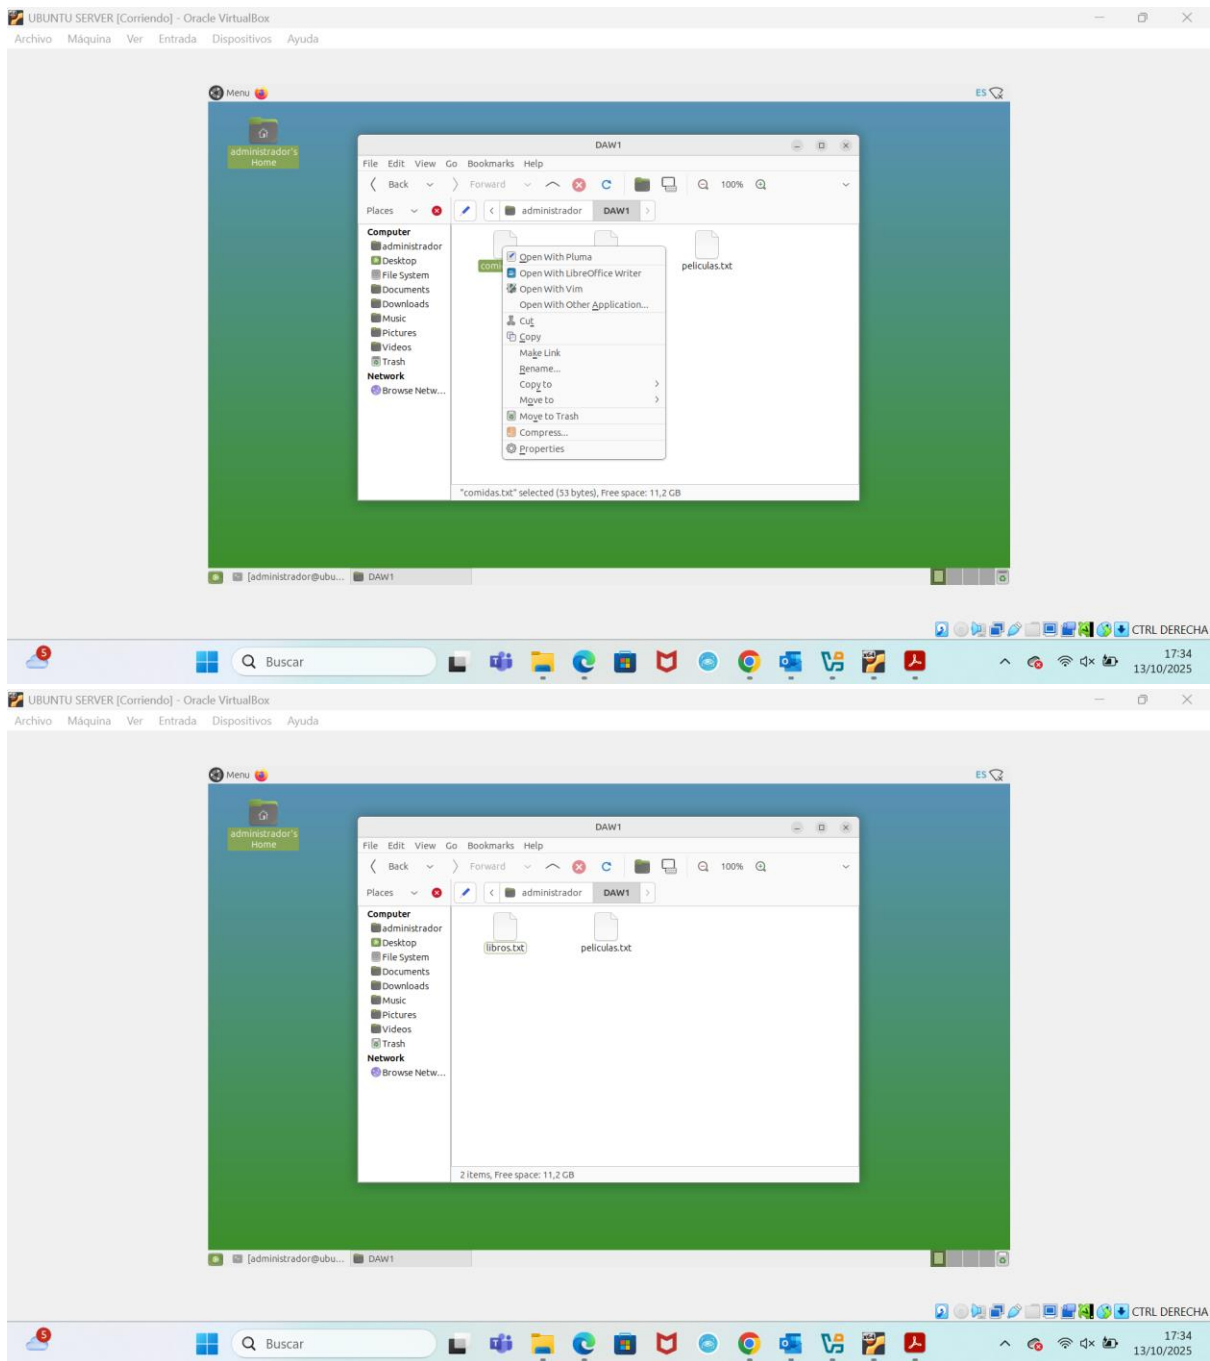 UBUNTU SERVER [Corriendo] - Oracle VirtualBox
Archivo Máquina Ver Entrada Dispositivos Ayuda
Menu
ES
administrador's
Home
DAW1
File Edit View Go Bookmarks Help
Back Forward 100%
Places administrador DAW1
Computer
administrador
Desktop
File System
Documents
Downloads
Music
Pictures
Videos
Trash
Network
Browse Netw...
peliculas.txt
Open With Pluma
Open With LibreOffice Writer
Open With Vim
Open With Other Application...
Cut
Copy
Make Link
Rename...
Copy to
Move to
Move to Trash
Compress...
Properties
"comidas.txt" selected (53 bytes), Free space: 11,2 GB
[administrador@ubu... DAW1
CTRL DERECHA
5
Buscar
17:34
13/10/2025
UBUNTU SERVER [Corriendo] - Oracle VirtualBox
Archivo Máquina Ver Entrada Dispositivos Ayuda
Menu
ES
administrador's
Home
DAW1
File Edit View Go Bookmarks Help
Back Forward 100%
Places administrador DAW1
Computer
administrador
Desktop
File System
Documents
Downloads
Music
Pictures
Videos
Trash
Network
Browse Netw...
libros.txt peliculas.txt
2 items, Free space: 11,2 GB
[administrador@ubu... DAW1
CTRL DERECHA
5
Buscar
17:34
13/10/2025